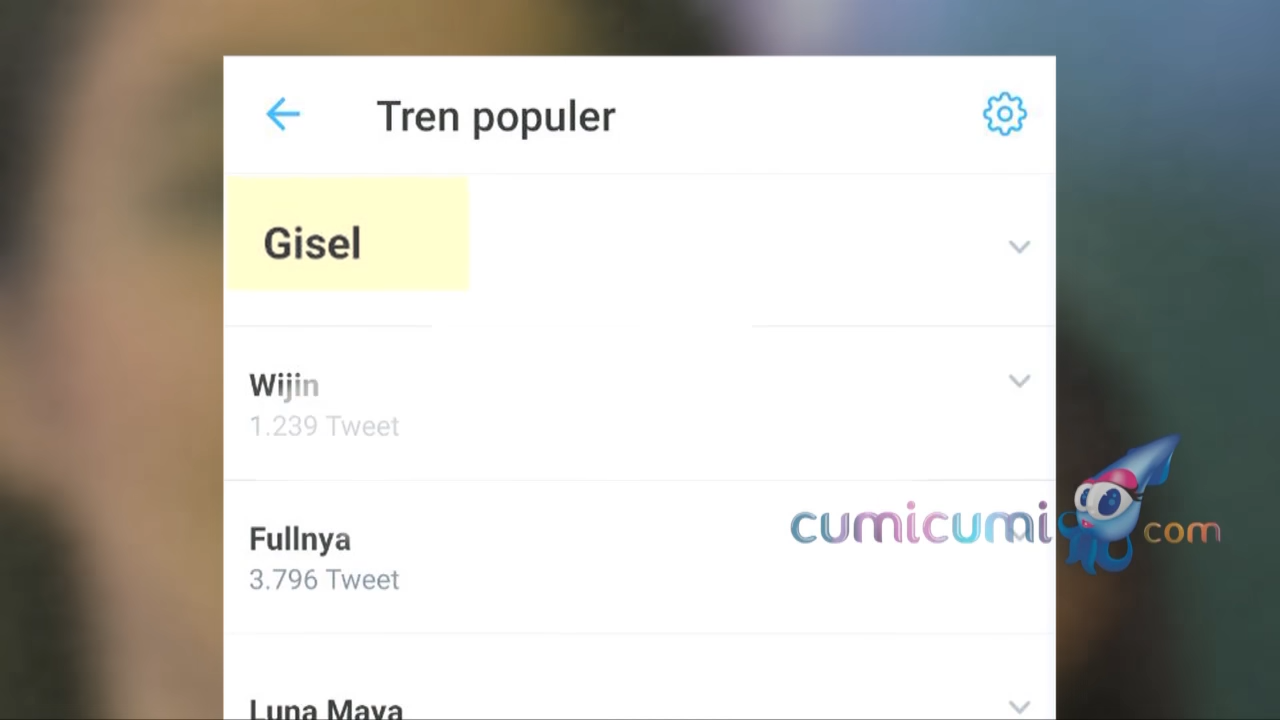 Tren populer
Gisel
Wijin
1.239 Tweet
Fullnya
3.796 Tweet
Luna Maya
cumicumi.com